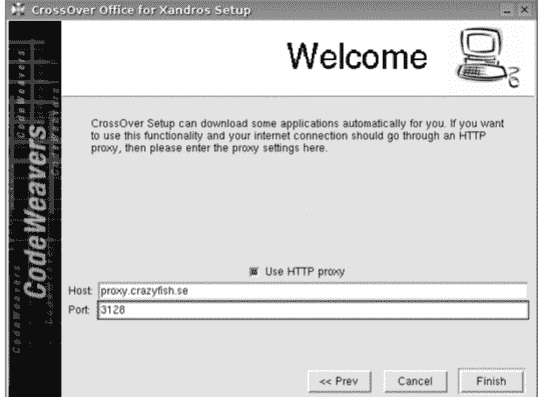 CrossOver Office for Xandros Setup
Welcome
CrossOver Setup can download some applications automatically for you. If you want
to use this functionality and your internet connection should go through an HTTP
proxy, then please enter the proxy settings here.
CodeWeavers
Use HTTP proxy
Host: proxy.crazyfish.se
Port: 3128
<< Prev
Cancel
Finish